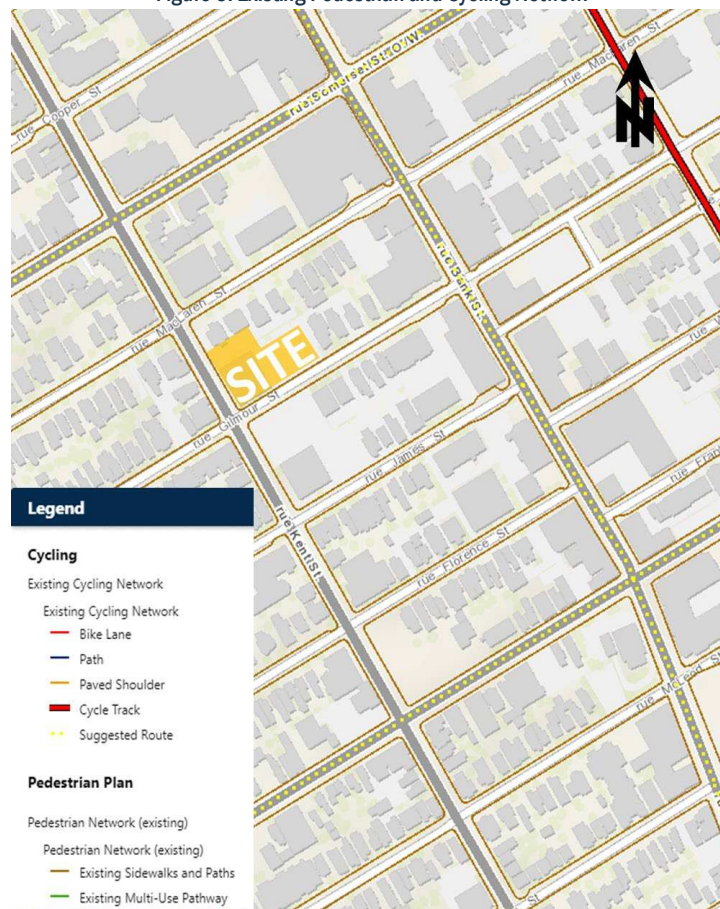 Figure 3: Existing Pedestrian and Cycling Network
rue Cooper St
rue Somerset St. O/W.
rue MacLaren St
N
rue Bank St
rue MacLaren St
SITE
rue Gilmour St
rue James St
rue Kent St
rue Florence St
rue McLeod St
St
Legend
Cycling
Existing Cycling Network
Existing Cycling Network
Bike Lane
Path
Paved Shoulder
Cycle Track
Suggested Route
Pedestrian Plan
Pedestrian Network (existing)
Pedestrian Network (existing)
Existing Sidewalks and Paths
Existing Multi-Use Pathway